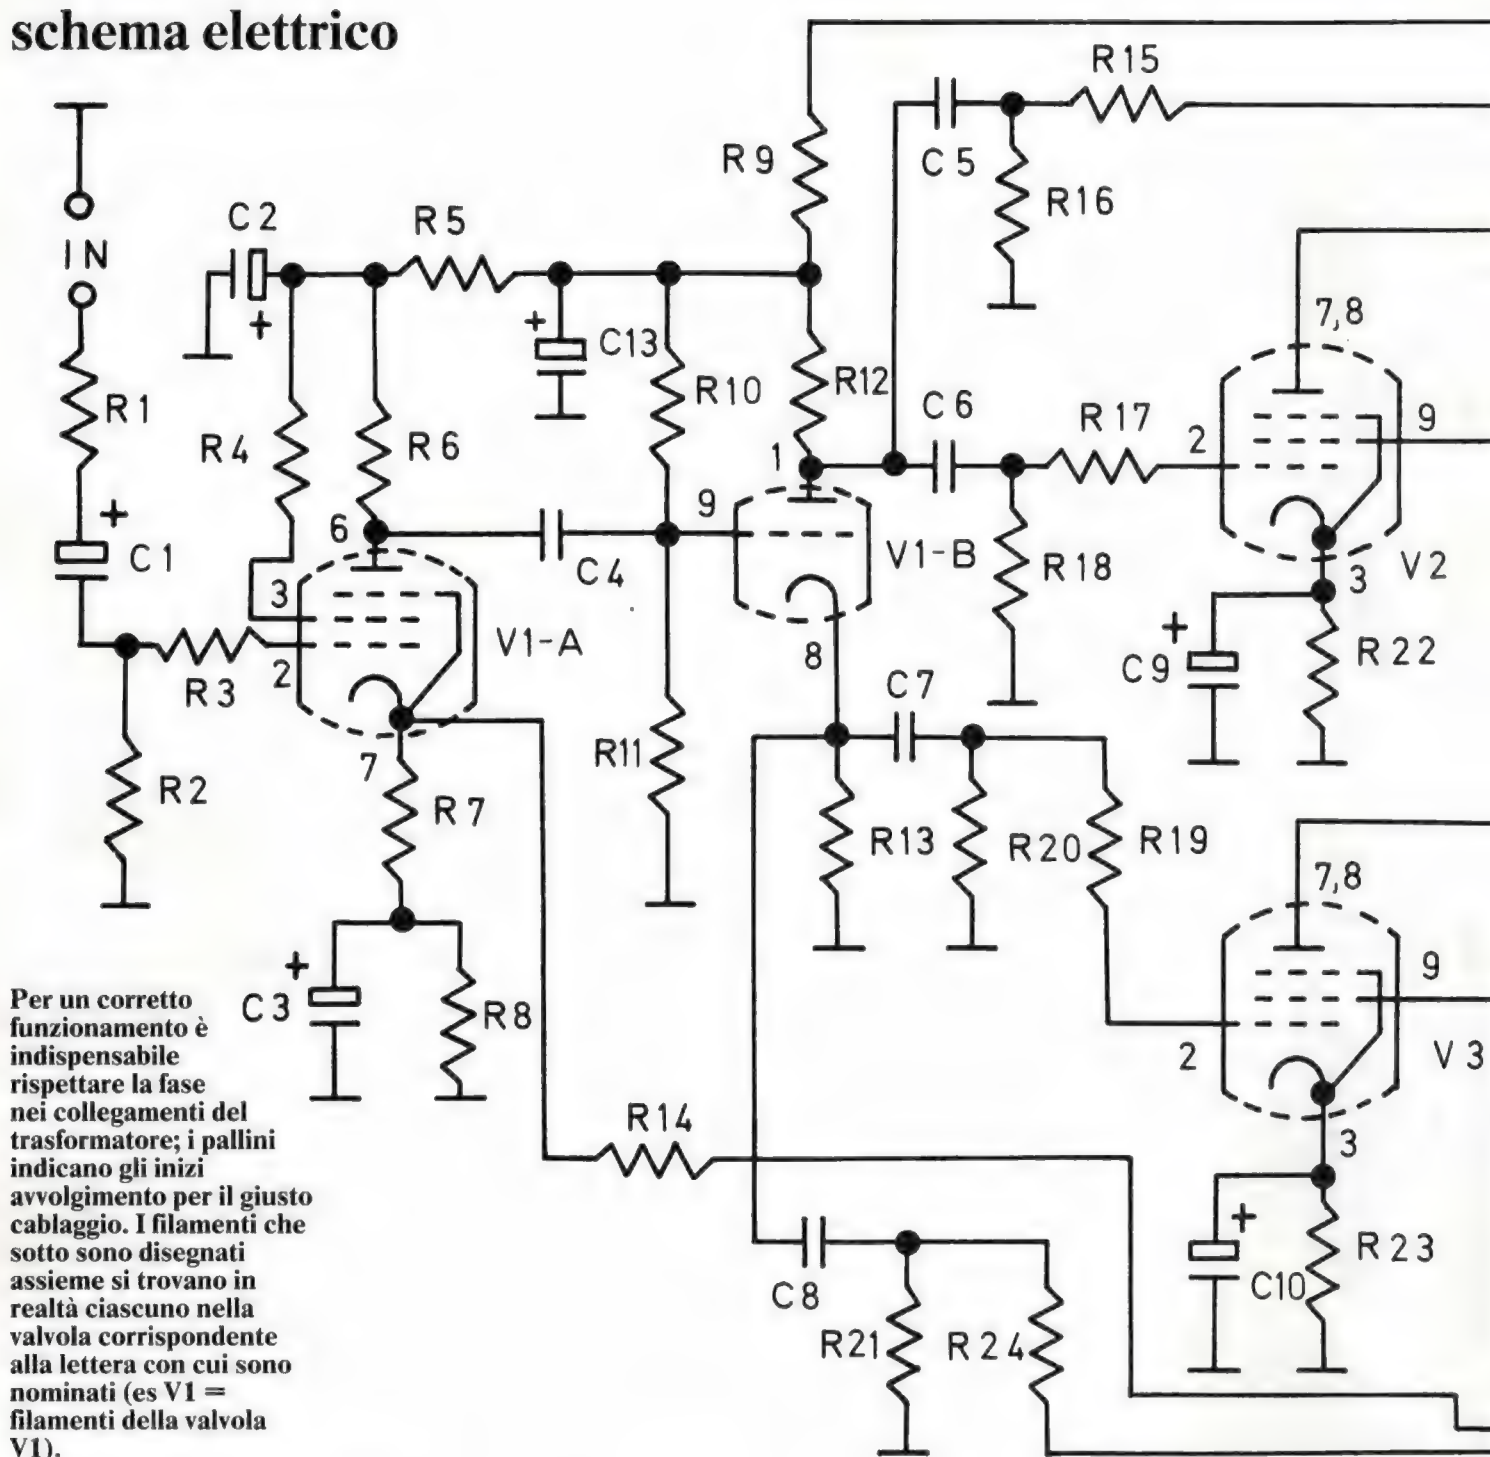 schema elettrico
R15
C5
R9
R16
C2
R5
IN
C13
R10
R12
C6
R17
7,8
9
2
R1
R4
R6
1
9
6
C1
C4
V1-B
R18
3
V2
3
V1-A
2
R3
8
C7
C9
R22
7
R11
R2
R7
R13
R20
R19
7,8
9
C3
R8
2
V3
R14
3
C8
C10
R23
R21
R24
Per un corretto
funzionamento è
indispensabile
rispettare la fase
nei collegamenti del
trasformatore; i pallini
indicano gli inizi
avvolgimento per il giusto
cablaggio. I filamenti che
sotto sono disegnati
assieme si trovano in
realtà ciascuno nella
valvola corrispondente
alla lettera con cui sono
nominati (es V1 =
filamenti della valvola
V1).